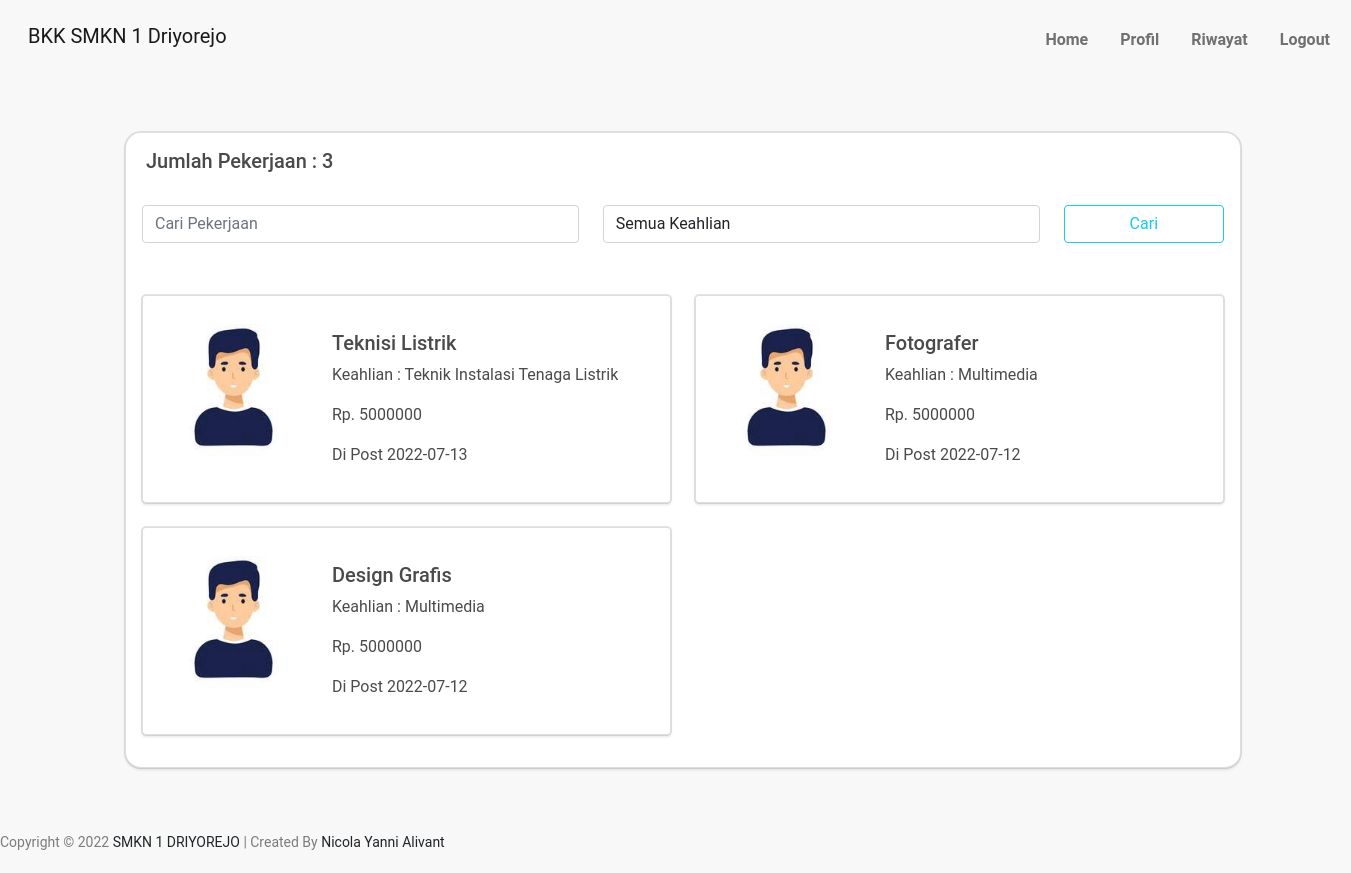 BKK SMKN 1 Driyorejo
Home Profil Riwayat Logout
Jumlah Pekerjaan : 3
Cari Pekerjaan
Semua Keahlian
Cari
Teknisi Listrik
Keahlian : Teknik Instalasi Tenaga Listrik
Rp. 5000000
Di Post 2022-07-13
Fotografer
Keahlian : Multimedia
Rp. 5000000
Di Post 2022-07-12
Design Grafis
Keahlian : Multimedia
Rp. 5000000
Di Post 2022-07-12
Copyright © 2022 SMKN 1 DRIYOREJO | Created By Nicola Yanni Alivant